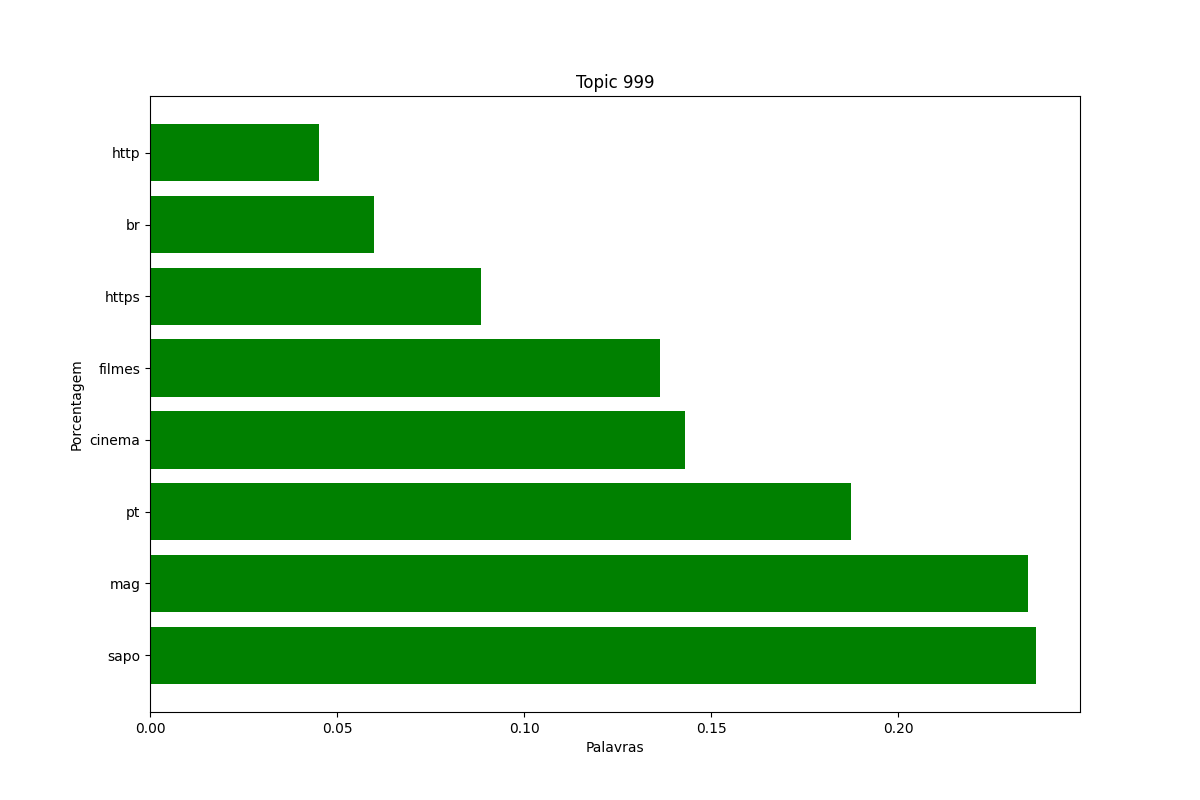 Topic 999
http
br
https
filmes
cinema
pt
mag
sapo
Porcentagem
0.00 0.05 0.10 0.15 0.20
Palavras